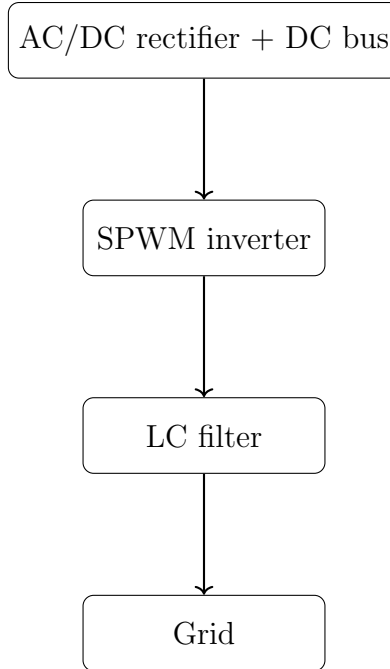 AC/DC rectifier + DC bus
SPWM inverter
LC filter
Grid